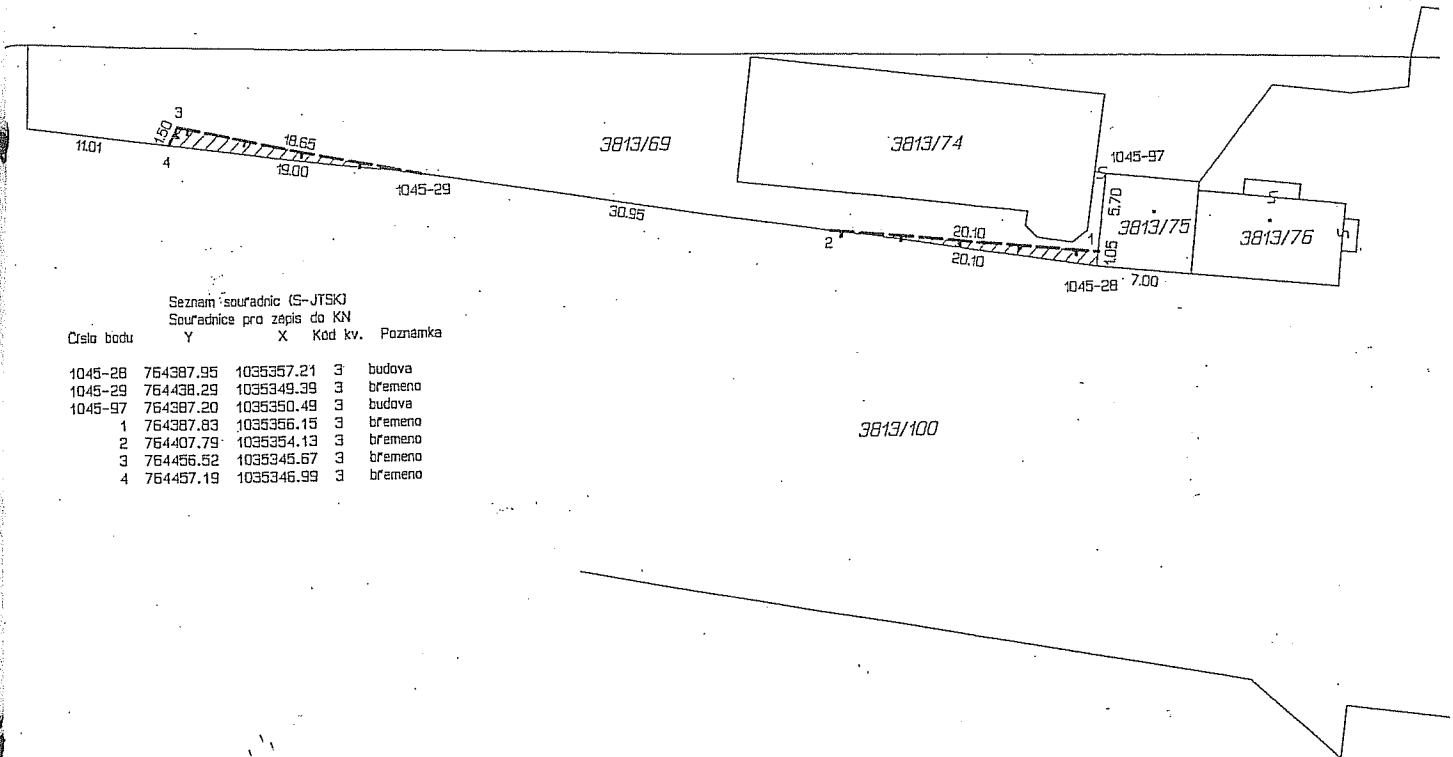 3
1.50
18.65
11.01
4
19.00
1045-29
3813/69
3813/74
1045-97
30.95
5.70
3813/75
3813/76
2
20.10
1
20.10
1.05
1045-28
7.00
Seznam souřadnic (S-JTSK)
Souřadnice pro zápis do KN
Číslo bodu Y X Kód kv. Poznámka
1045-28 764387.95 1035357.21 3 budova
1045-29 764438.29 1035349.39 3 břemeno
1045-97 764387.20 1035350.49 3 budova
1 764387.83 1035356.15 3 břemeno
2 764407.79 1035354.13 3 břemeno
3 764456.52 1035345.67 3 břemeno
4 764457.19 1035346.99 3 břemeno
3813/100